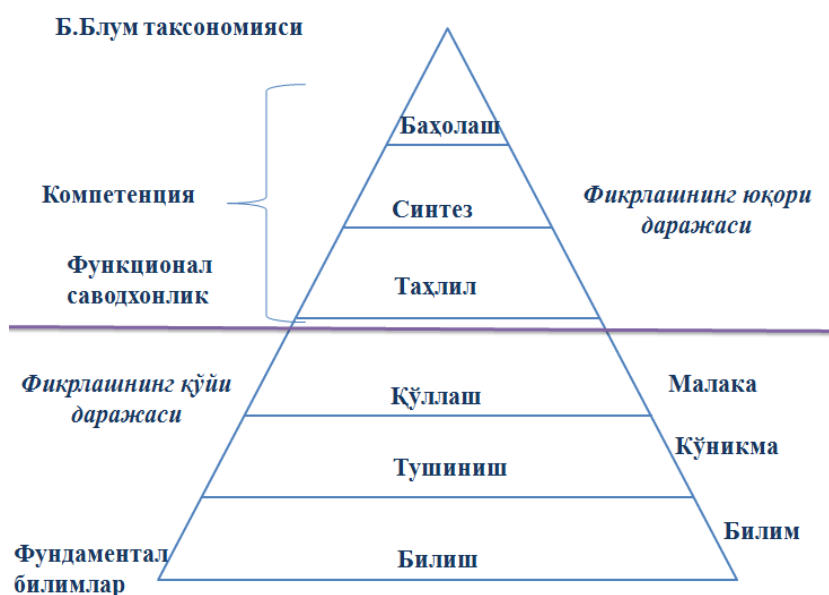 Б.Блум таксономияси
Баҳолаш
Компетенция
Синтез
Фикрлашнинг юқори
даражаси
Функционал
саводхонлик
Таҳлил
Фикрлашнинг қўйи
даражаси
Қўллаш
Малака
Кўникма
Тушиниш
Билим
Фундаментал
билимлар
Билиш